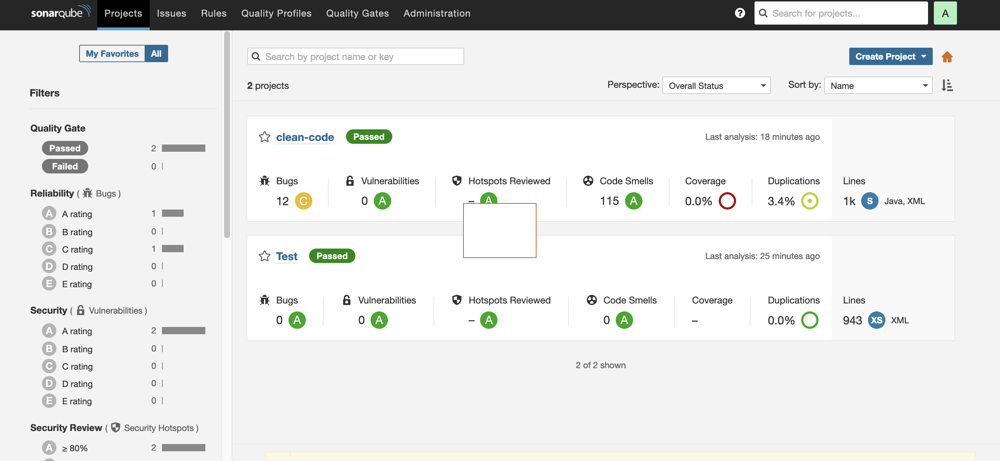 sonarqube Projects Issues Rules Quality Profiles Quality Gates Administration ? Search for projects... A
My Favorites All
Filters
Quality Gate
Passed 2
Failed 0
Reliability ( Bugs )
A A rating 1
B B rating 0
C C rating 1
D D rating 0
E E rating 0
Security ( Vulnerabilities )
A A rating 2
B B rating 0
C C rating 0
D D rating 0
E E rating 0
Security Review ( Security Hotspots )
A ≥ 80% 2
Search by project name or key
Create Project
2 projects Perspective: Overall Status Sort by: Name
clean-code Passed Last analysis: 18 minutes ago
Bugs Vulnerabilities Hotspots Reviewed Code Smells Coverage Duplications Lines
12 C 0 A – A 115 A 0.0% 3.4% 1k S Java, XML
Test Passed Last analysis: 25 minutes ago
Bugs Vulnerabilities Hotspots Reviewed Code Smells Coverage Duplications Lines
0 A 0 A – A 0 A – 0.0% 943 XS XML
2 of 2 shown